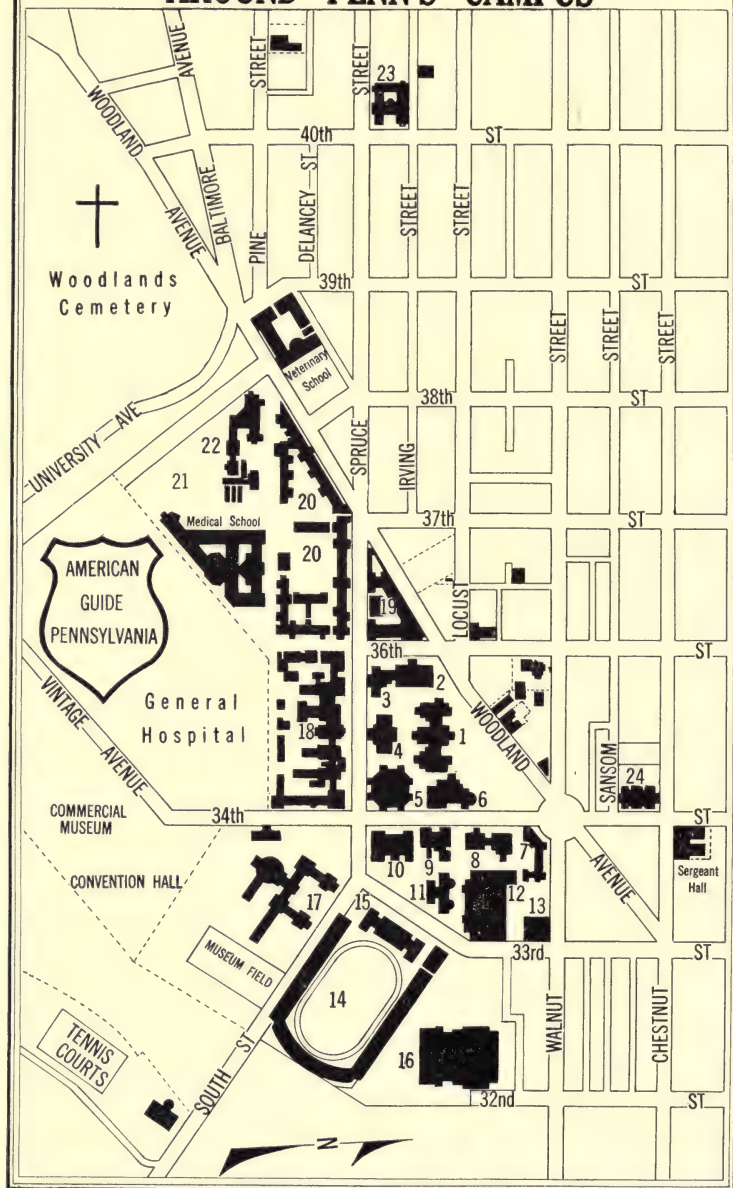 AROUND PENN'S CAMPUS
WOODLAND
AVENUE
AVENUE
BALTIMORE
STREET
PINE
DELANCEY ST
STREET
23
40th ST
STREET
STREET
Woodlands
Cemetery
39th ST
STREET
STREET
STREET
Veterinary
School
38th ST
UNIVERSITY AVE
22
21
20
SPRUCE
IRVING
37th ST
Medical School
20
19
LOCUST
AMERICAN
GUIDE
PENNSYLVANIA
36th ST
2
3
WOODLAND
1
4
General
Hospital
18
SANSOM
24
5
6
VINTAGE
AVENUE
34th ST
COMMERCIAL
MUSEUM
CONVENTION HALL
10
9
8
7
AVENUE
Sergeant
Hall
11
12
13
17
15
33rd ST
MUSEUM FIELD
14
WALNUT
CHESTNUT
TENNIS
COURTS
SOUTH ST
16
32nd ST
N